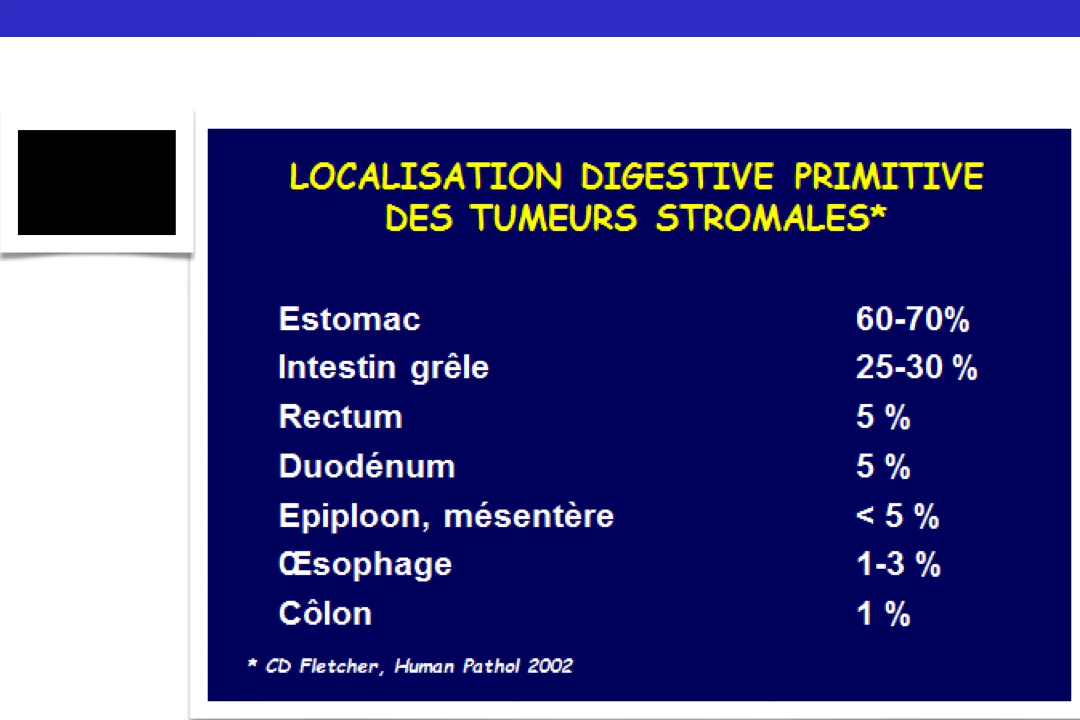 LOCALISATION DIGESTIVE PRIMITIVE
DES TUMEURS STROMALES*
Estomac 60-70%
Intestin grêle 25-30 %
Rectum 5 %
Duodénum 5 %
Epiploon, mésentère < 5 %
Œsophage 1-3 %
Côlon 1 %
* CD Fletcher, Human Pathol 2002